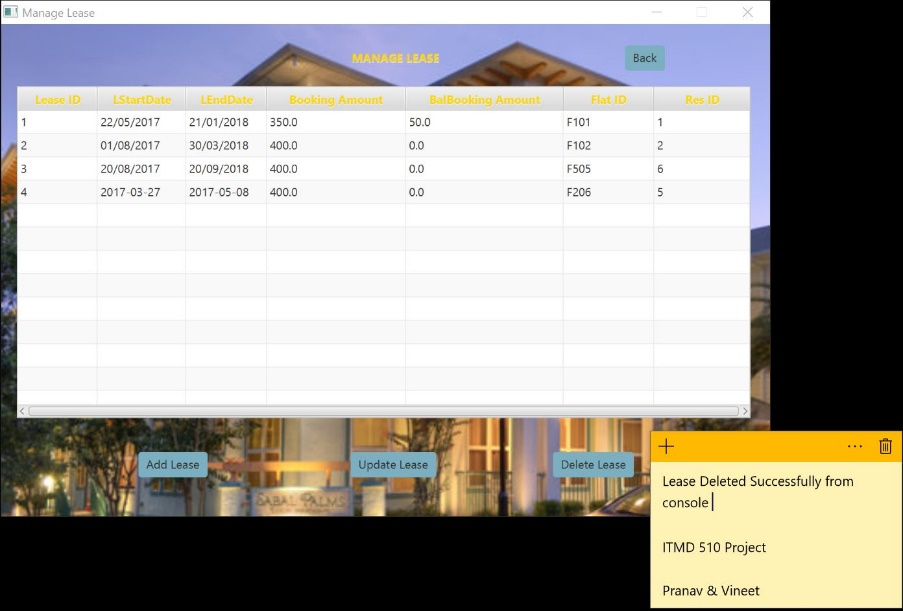 Manage Lease
MANAGE LEASE
Back
Lease ID LStartDate LEndDate Booking Amount BalBooking Amount Flat ID Res ID
1 22/05/2017 21/01/2018 350.0 50.0 F101 1
2 01/08/2017 30/03/2018 400.0 0.0 F102 2
3 20/08/2017 20/09/2018 400.0 0.0 F505 6
4 2017-03-27 2017-05-08 400.0 0.0 F206 5
Add Lease Update Lease Delete Lease
SABAL PALMS
Lease Deleted Successfully from
console
ITMD 510 Project
Pranav & Vineet